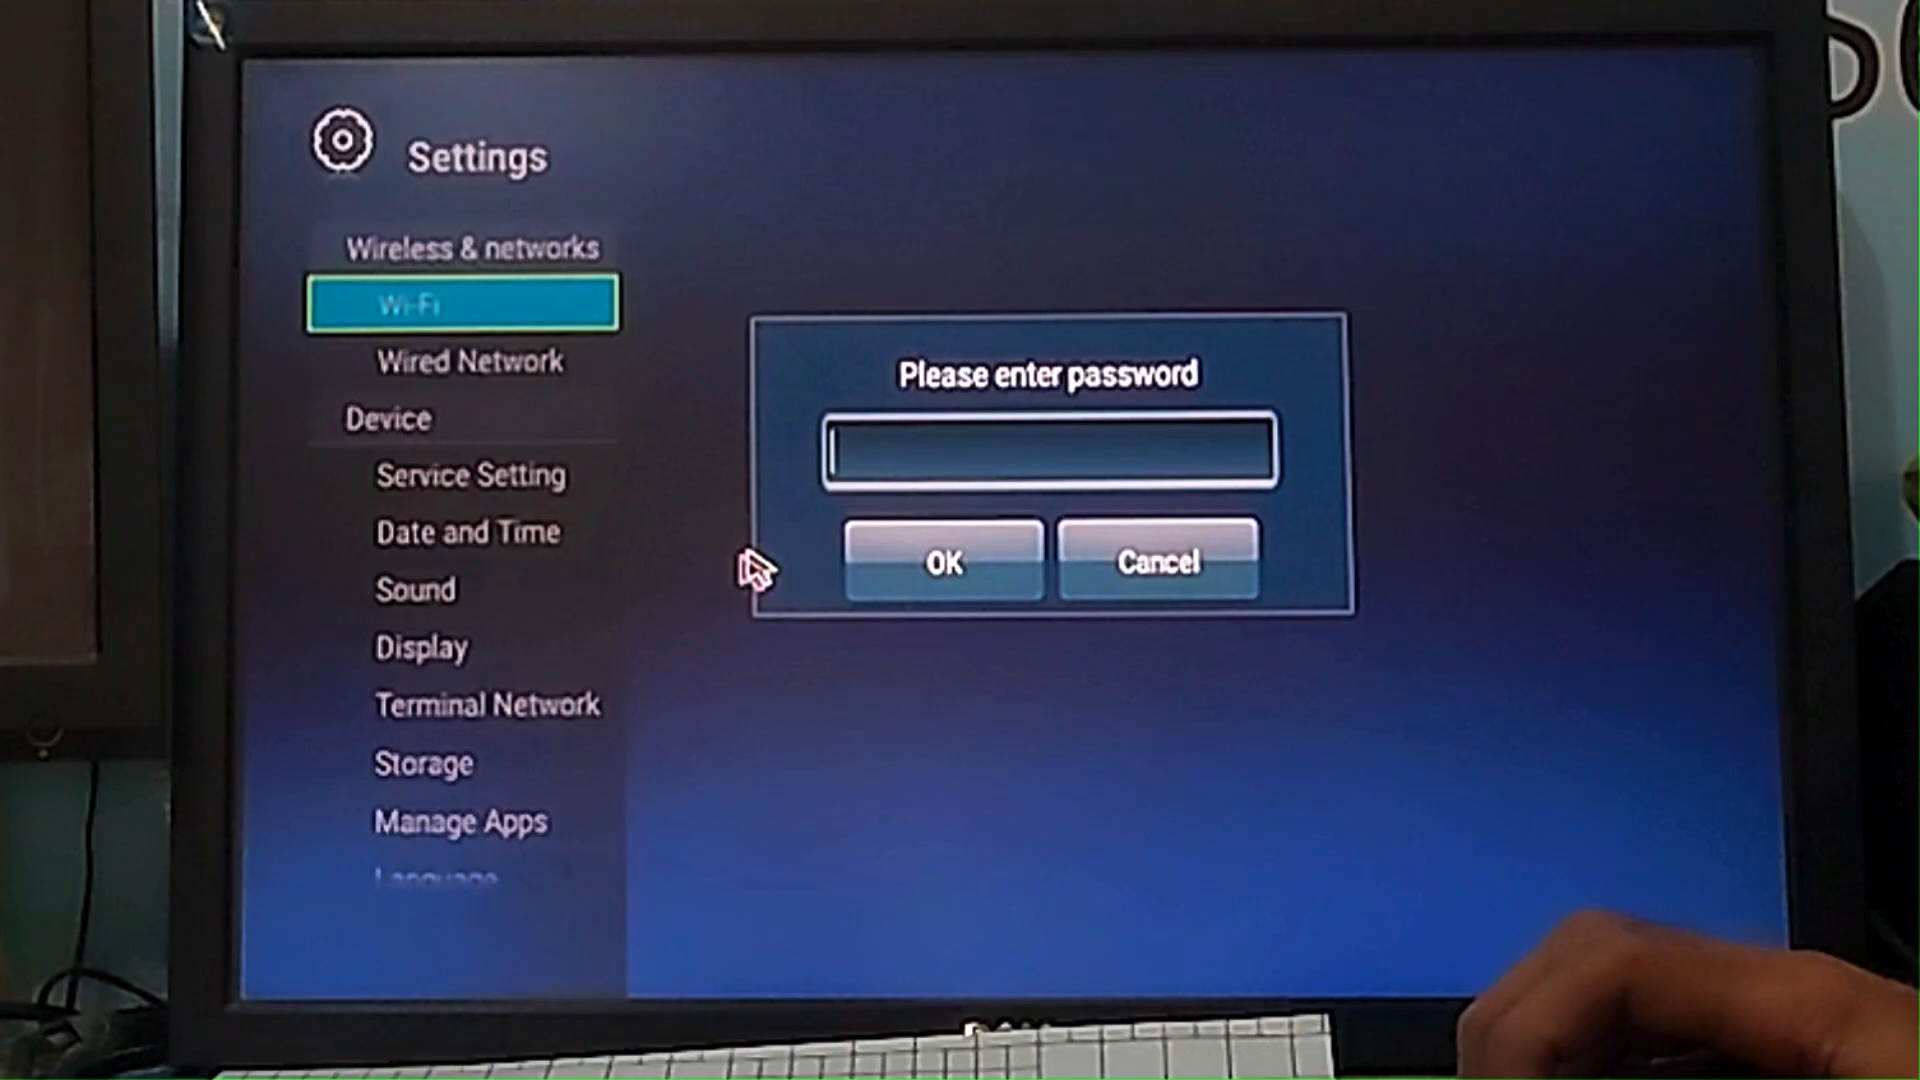 Settings
Wireless & networks
Wi-Fi
Wired Network
Device
Service Setting
Date and Time
Sound
Display
Terminal Network
Storage
Manage Apps
Language
Please enter password
OK
Cancel